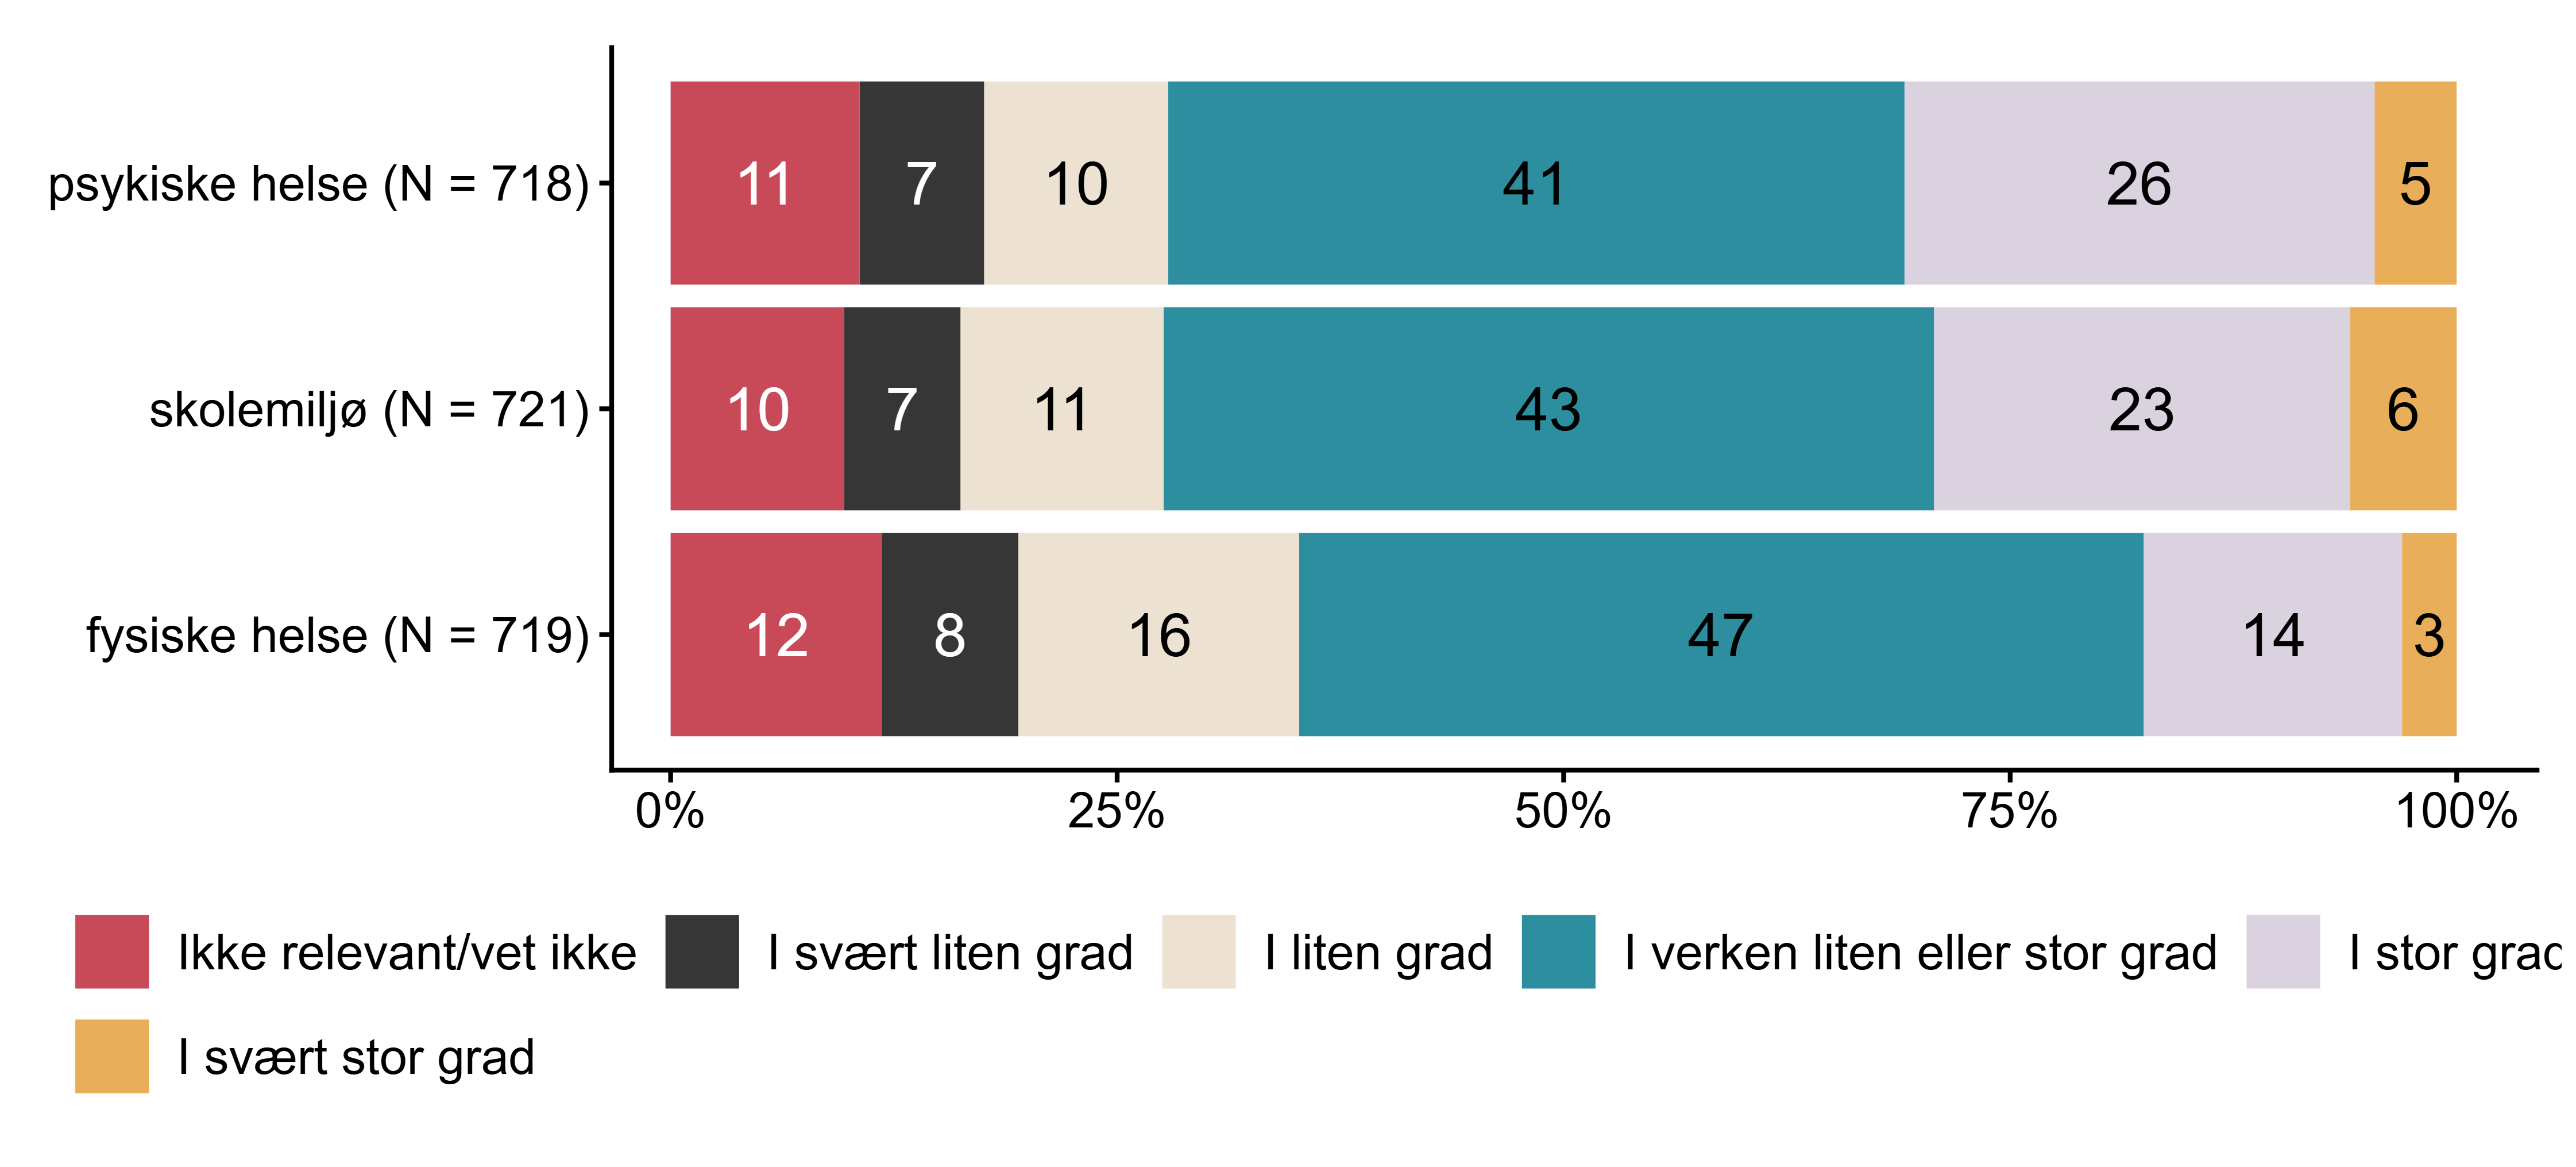 psykiske helse (N = 718) 11 7 10 41 26 5
skolemiljø (N = 721) 10 7 11 43 23 6
fysiske helse (N = 719) 12 8 16 47 14 3
0% 25% 50% 75% 100%
Ikke relevant/vet ikke I svært liten grad I liten grad I verken liten eller stor grad I stor grad
I svært stor grad